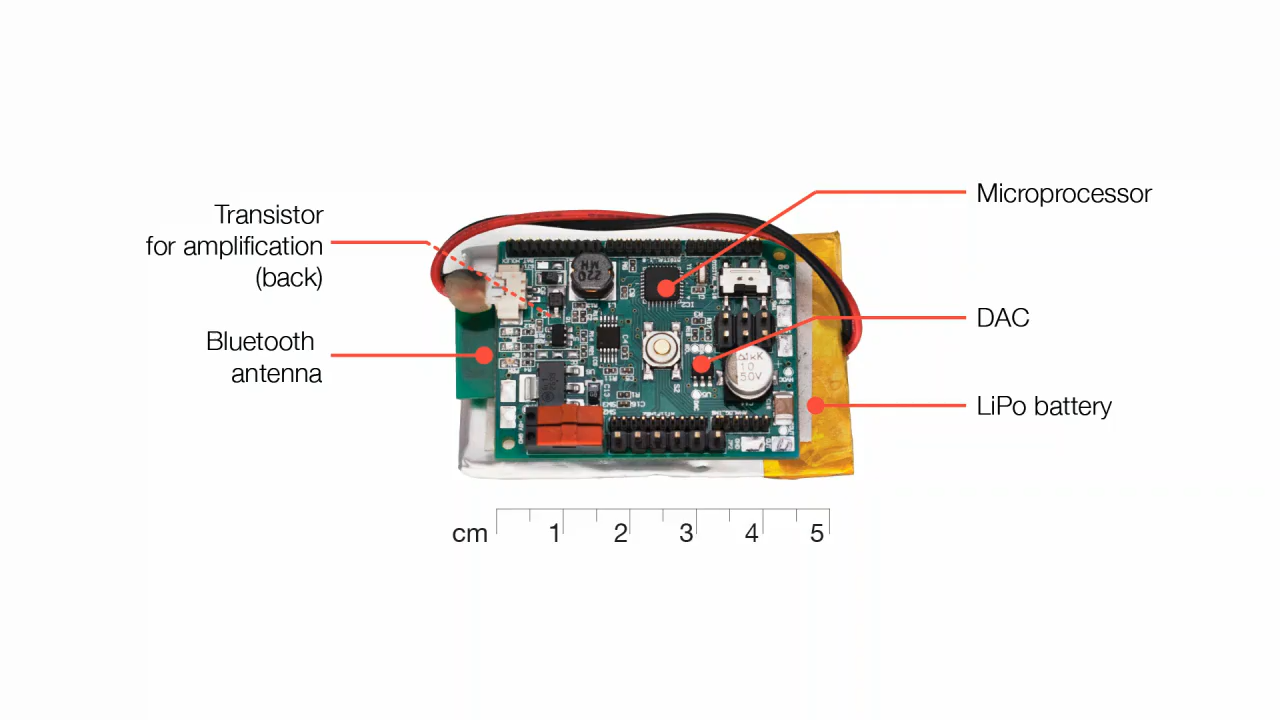 Transistor
for amplification
(back)
Bluetooth
antenna
Microprocessor
DAC
LiPo battery
220
10
50V
cm 1 2 3 4 5